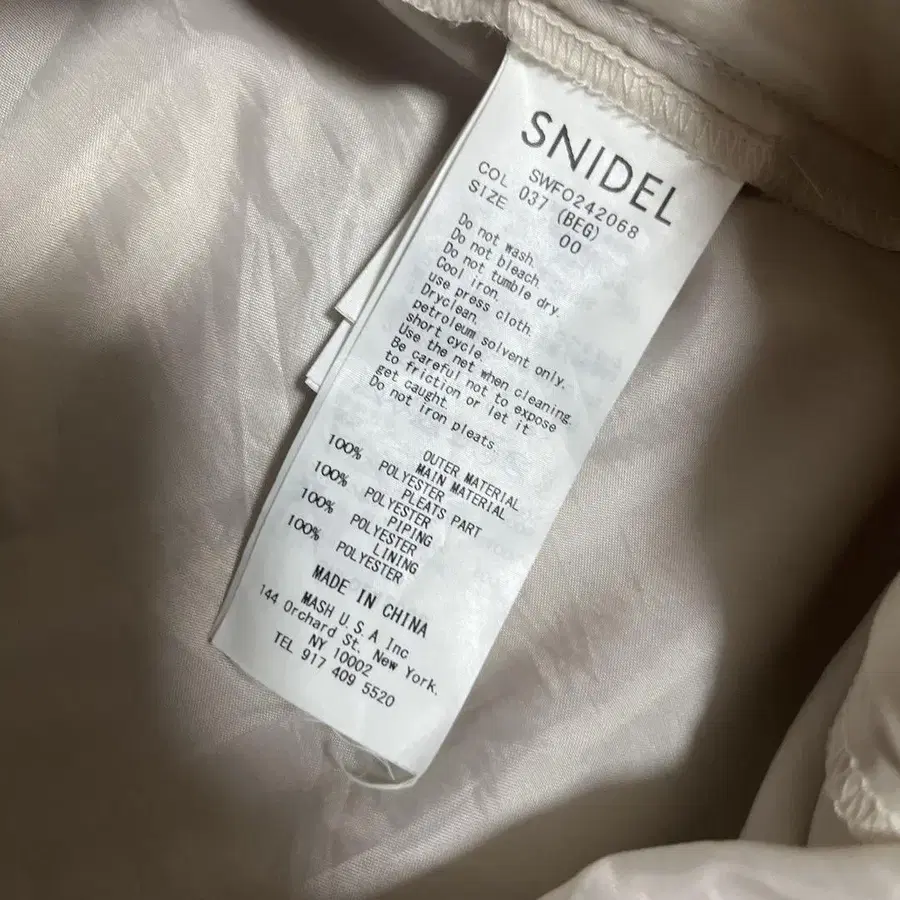 SNIDEL
SWFO242068
COL 037 (BEG)
SIZE 00
Do not wash.
Do not bleach.
Do not tumble dry.
Cool iron.
use press cloth.
Dryclean.
petroleum solvent only.
short cycle.
Use the net when cleaning.
Be careful not to expose
to friction or let it
get caught.
Do not iron pleats.
OUTER MATERIAL
MAIN MATERIAL
100% POLYESTER
PLEATS PART
100% POLYESTER
PIPING
100% POLYESTER
LINING
100% POLYESTER
MADE IN CHINA
MASH U.S.A Inc
144 Orchard St. New York.
NY 10002
TEL 917 409 5520